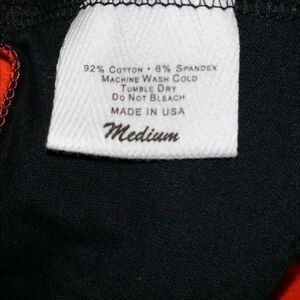 92% Cotton • 8% Spandex
Machine Wash Cold
Tumble Dry
Do Not Bleach
MADE IN USA
Medium